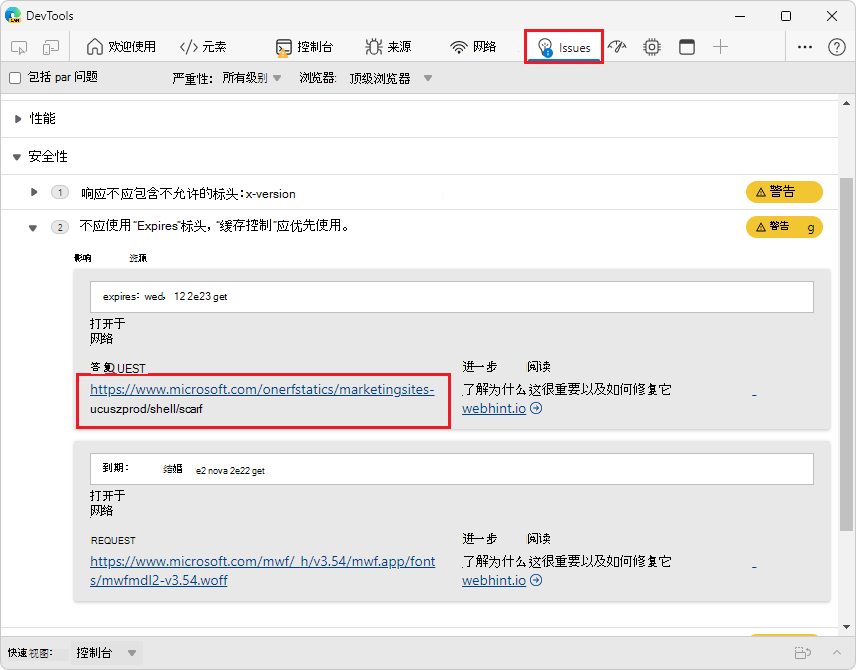 DevTools
欢迎使用 </> 元素 控制台 来源 网络 Issues
包括 par 问题 严重性: 所有级别 浏览器: 顶级浏览器
性能
安全性
1 响应不应包含不允许的标头:x-version 警告
2 不应使用"Expires"标头,"缓存控制"应优先使用。 警告 g
影响 选项
expires: wed, 12 2e23 get
打开于
网络
答复UEST 进一步 阅读
https://www.microsoft.com/onerfstatics/marketingsites- 了解为什么这很重要以及如何修复它 -
ucuszprod/shell/scarf webhint.io
到期: 结婚 e2 nova 2e22 get
打开于
网络
REQUEST 进一步 阅读
https://www.microsoft.com/mwf/_h/v3.54/mwf.app/font 了解为什么这很重要以及如何修复它 -
s/mwfmdl2-v3.54.woff webhint.io
快速视图: 控制台